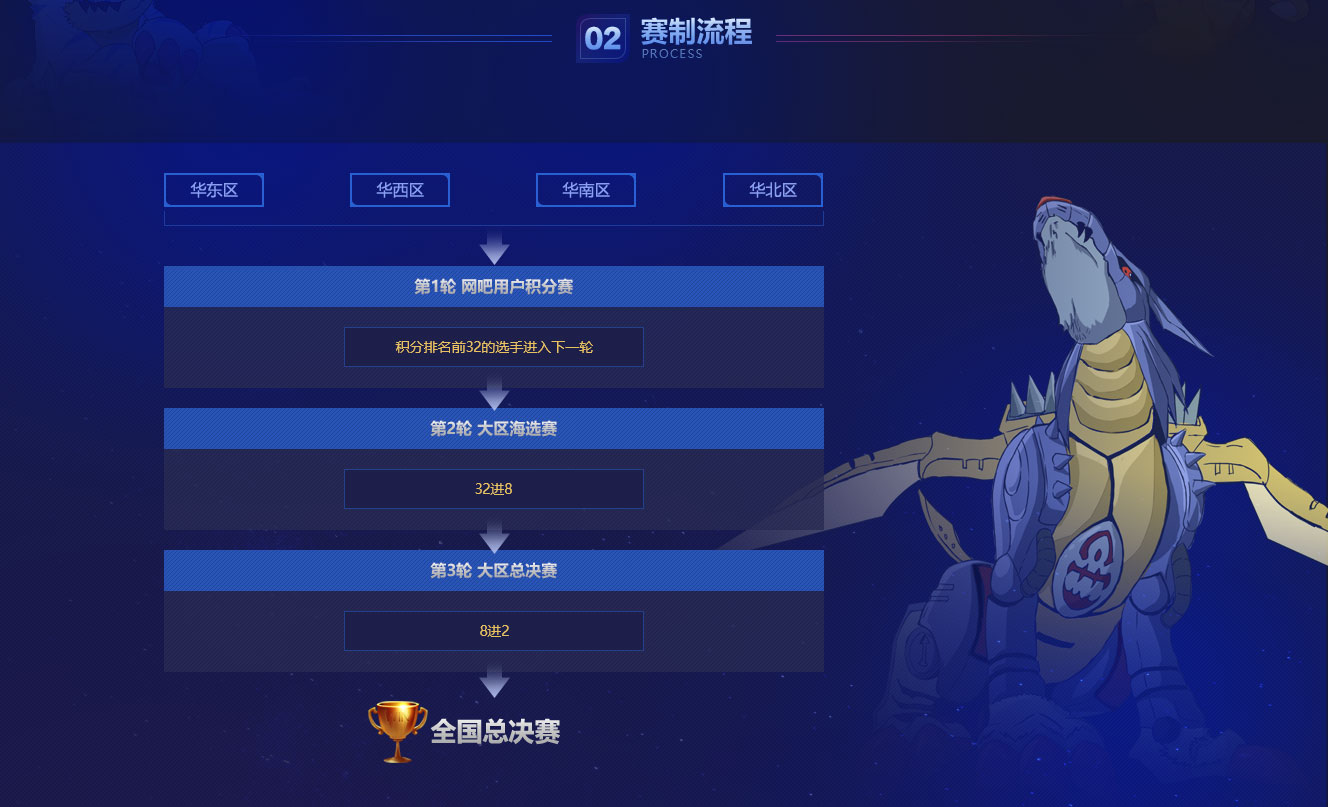 02 赛制流程
PROCESS
华东区 华西区 华南区 华北区
第1轮 网吧用户积分赛
积分排名前32的选手进入下一轮
第2轮 大区海选赛
32进8
第3轮 大区总决赛
8进2
全国总决赛